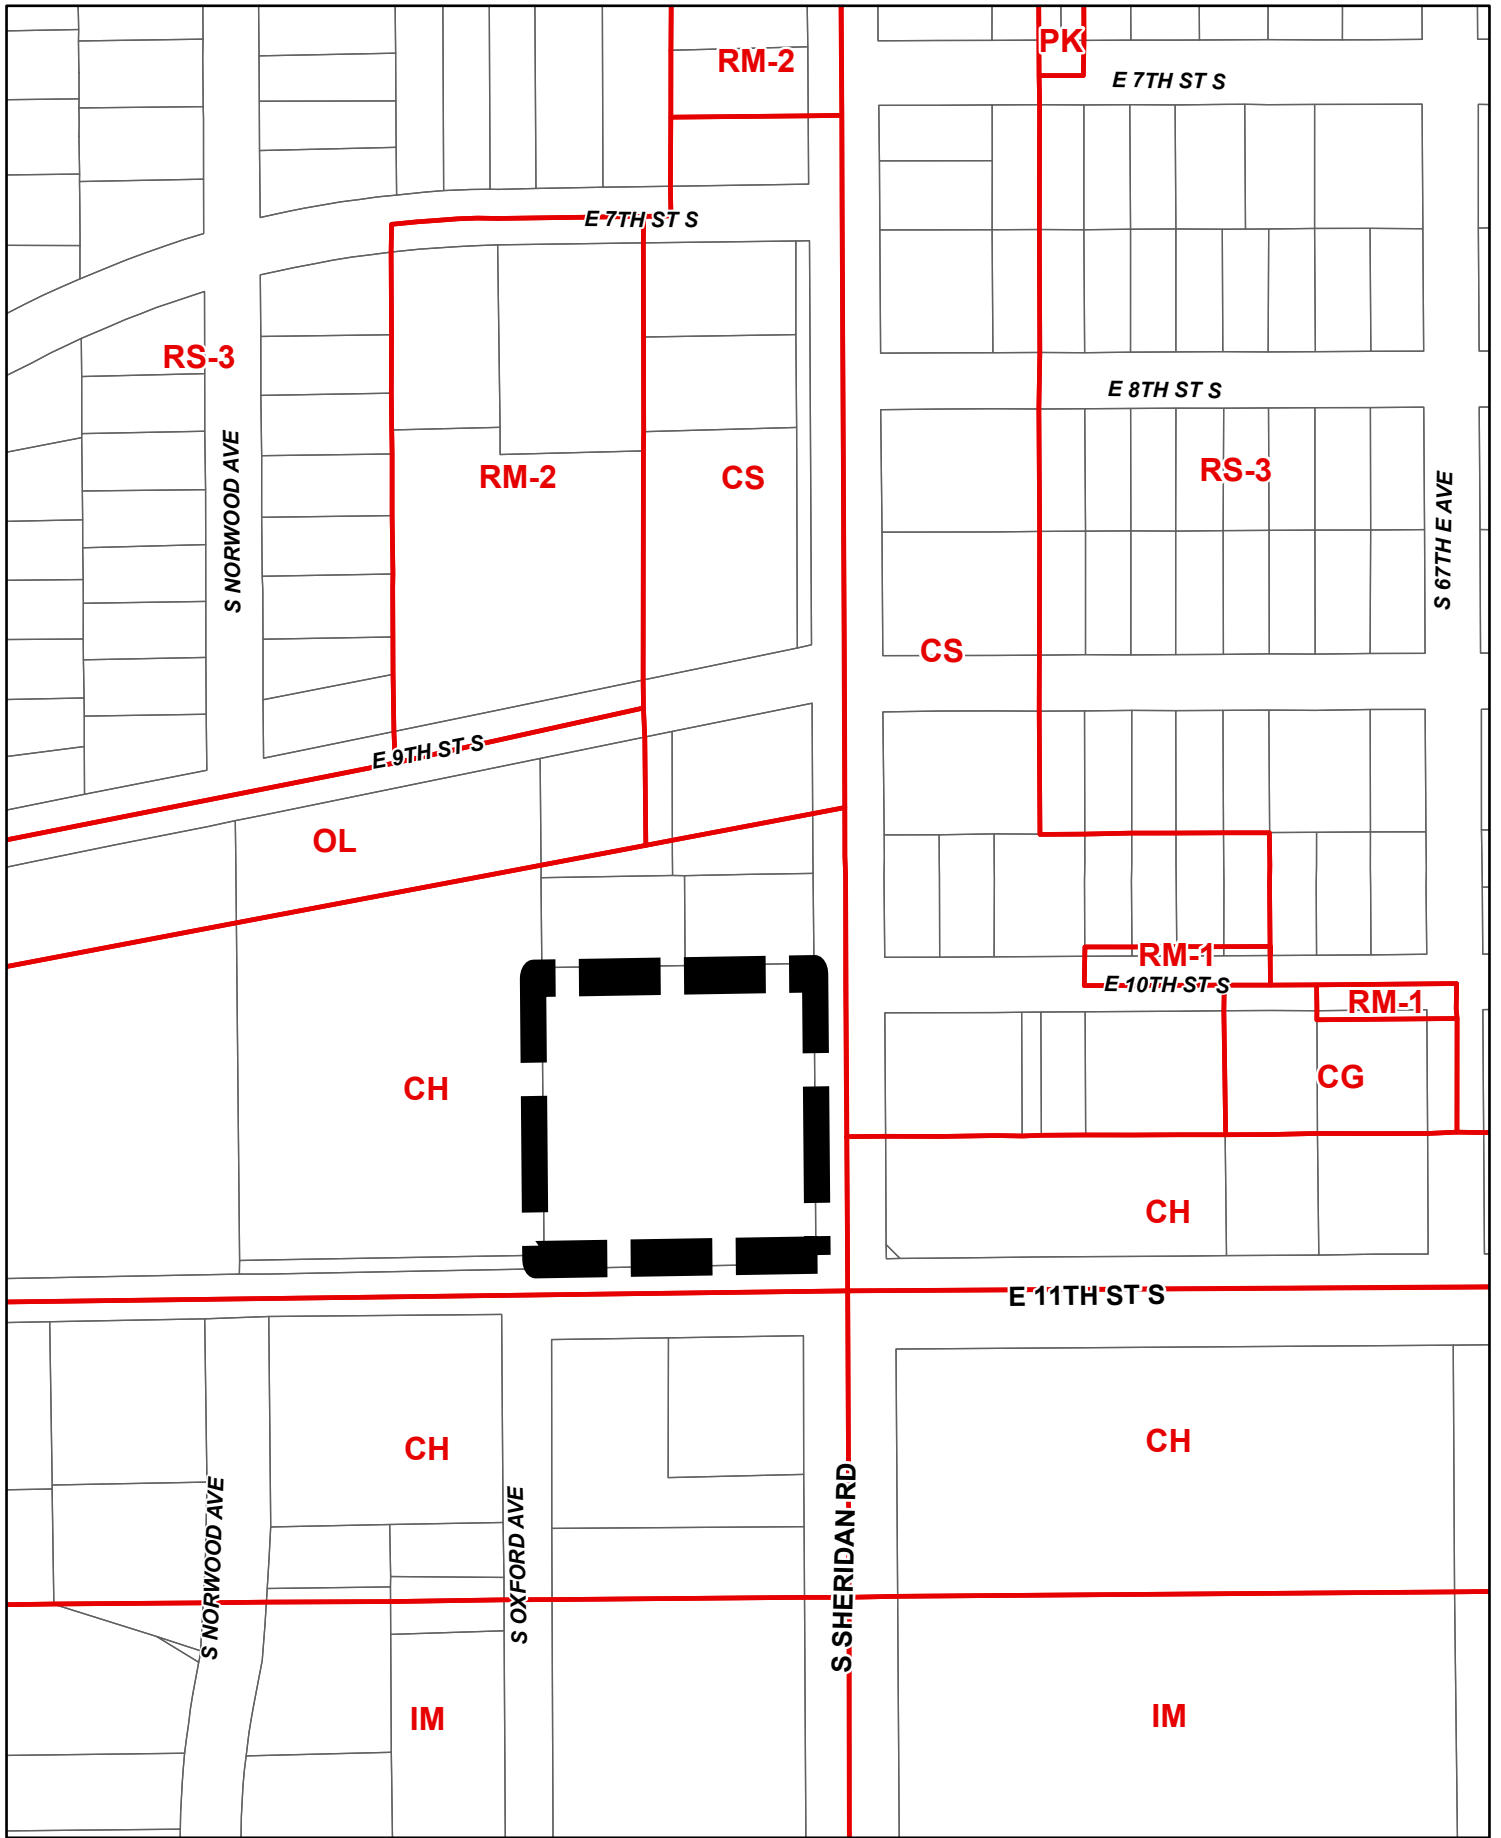 PK
RM-2
E 7TH ST S
E 7TH ST S
RS-3
E 8TH ST S
S NORWOOD AVE
RM-2
CS
RS-3
S 67TH E AVE
CS
E 9TH ST S
OL
RM-1
E 10TH ST S
RM-1
CH
CG
CH
E 11TH ST S
CH
CH
S NORWOOD AVE
S OXFORD AVE
S SHERIDAN RD
IM
IM